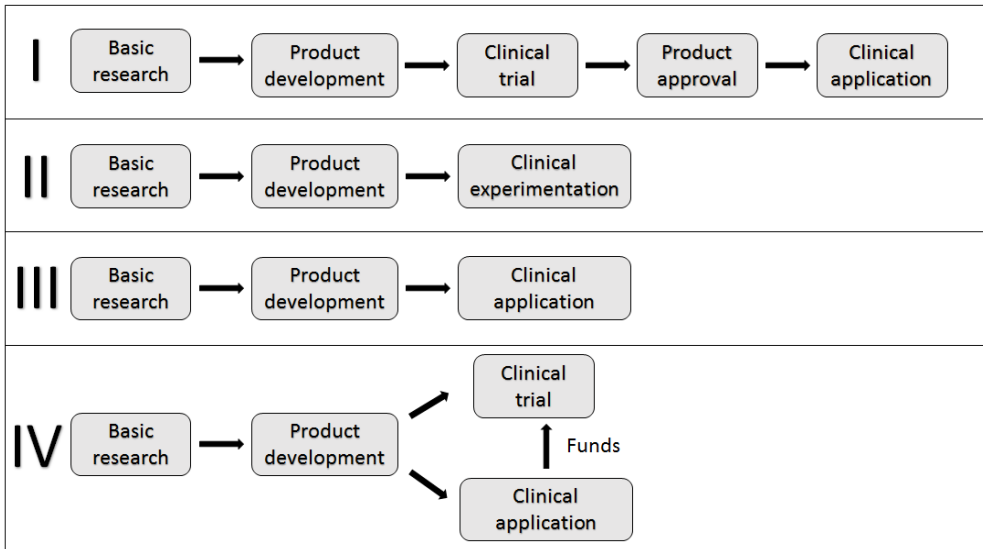 I
Basic
research
Product
development
Clinical
trial
Product
approval
Clinical
application
II
Basic
research
Product
development
Clinical
experimentation
III
Basic
research
Product
development
Clinical
application
IV
Basic
research
Product
development
Clinical
trial
Funds
Clinical
application